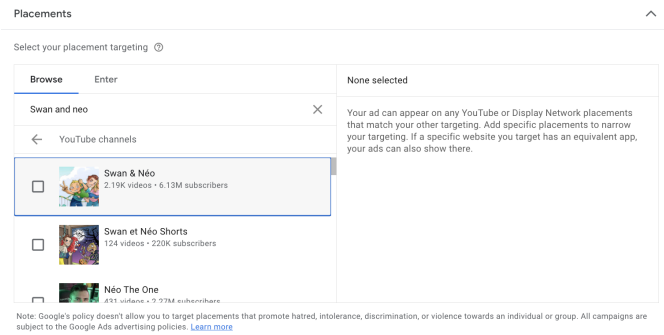 Placements
Select your placement targeting
Browse Enter
Swan and neo
YouTube channels
Swan & Néo
2.19K videos • 6.13M subscribers
Swan et Néo Shorts
124 videos • 220K subscribers
Néo The One
431 videos • 2.27M subscribers
None selected
Your ad can appear on any YouTube or Display Network placements
that match your other targeting. Add specific placements to narrow
your targeting. If a specific website you target has an equivalent app,
your ads can also show there.
Note: Google's policy doesn't allow you to target placements that promote hatred, intolerance, discrimination, or violence towards an individual or group. All campaigns are
subject to the Google Ads advertising policies. Learn more